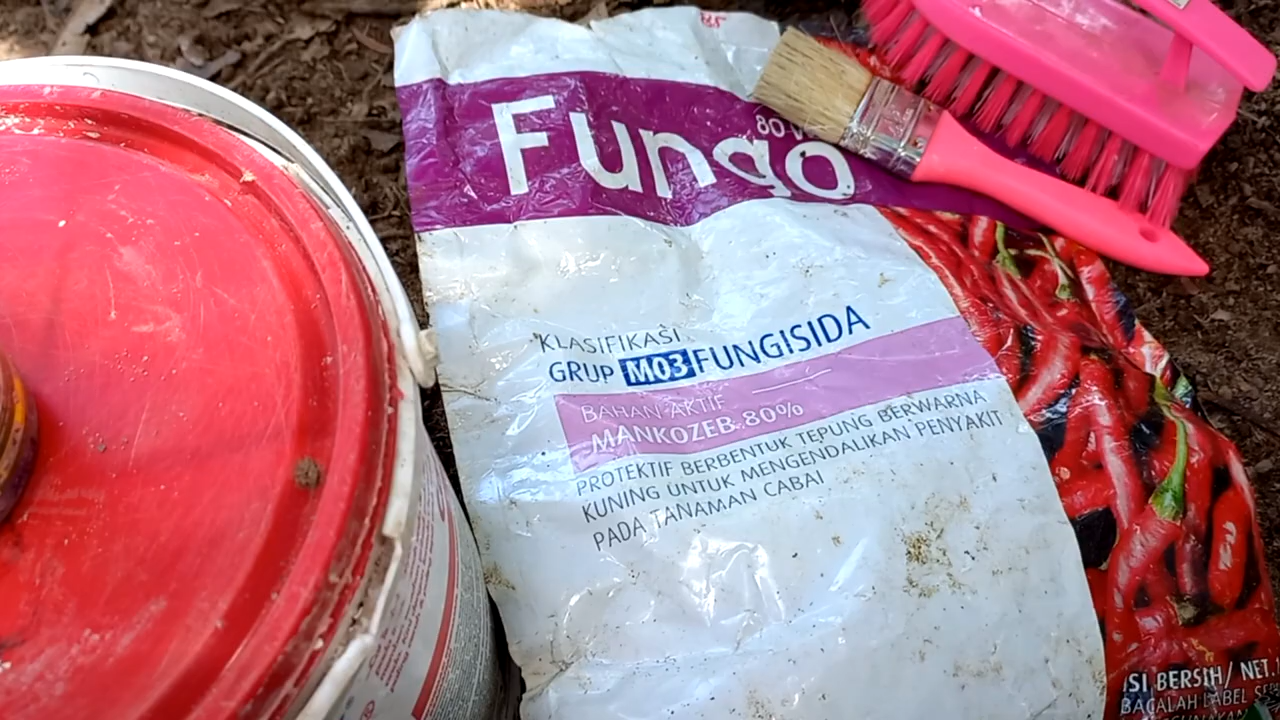 Fungo
80
KLASIFIKASI
GRUP M03 FUNGISIDA
BAHAN AKTIF
MANKOZEB 80%
PROTEKTIF BERBENTUK TEPUNG BERWARNA
KUNING UNTUK MENGENDALIKAN PENYAKIT
PADA TANAMAN CABAI
ISI BERSIH/ NET.
BACALAH LABEL